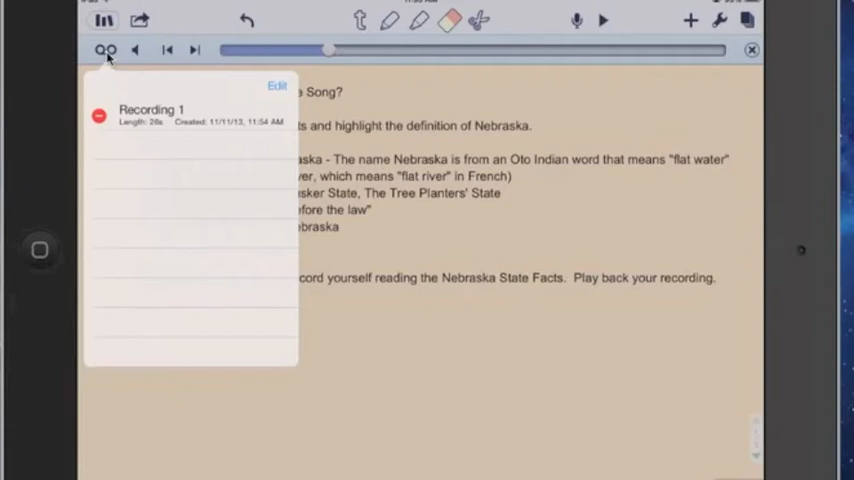 Edit
Recording 1
Length: 26s Created: 11/11/13, 11:54 AM
e Song?
ts and highlight the definition of Nebraska.
aska - The name Nebraska is from an Oto Indian word that means "flat water"
ver, which means "flat river" in French)
sker State, The Tree Planters' State
efore the law"
ebraska
cord yourself reading the Nebraska State Facts. Play back your recording.